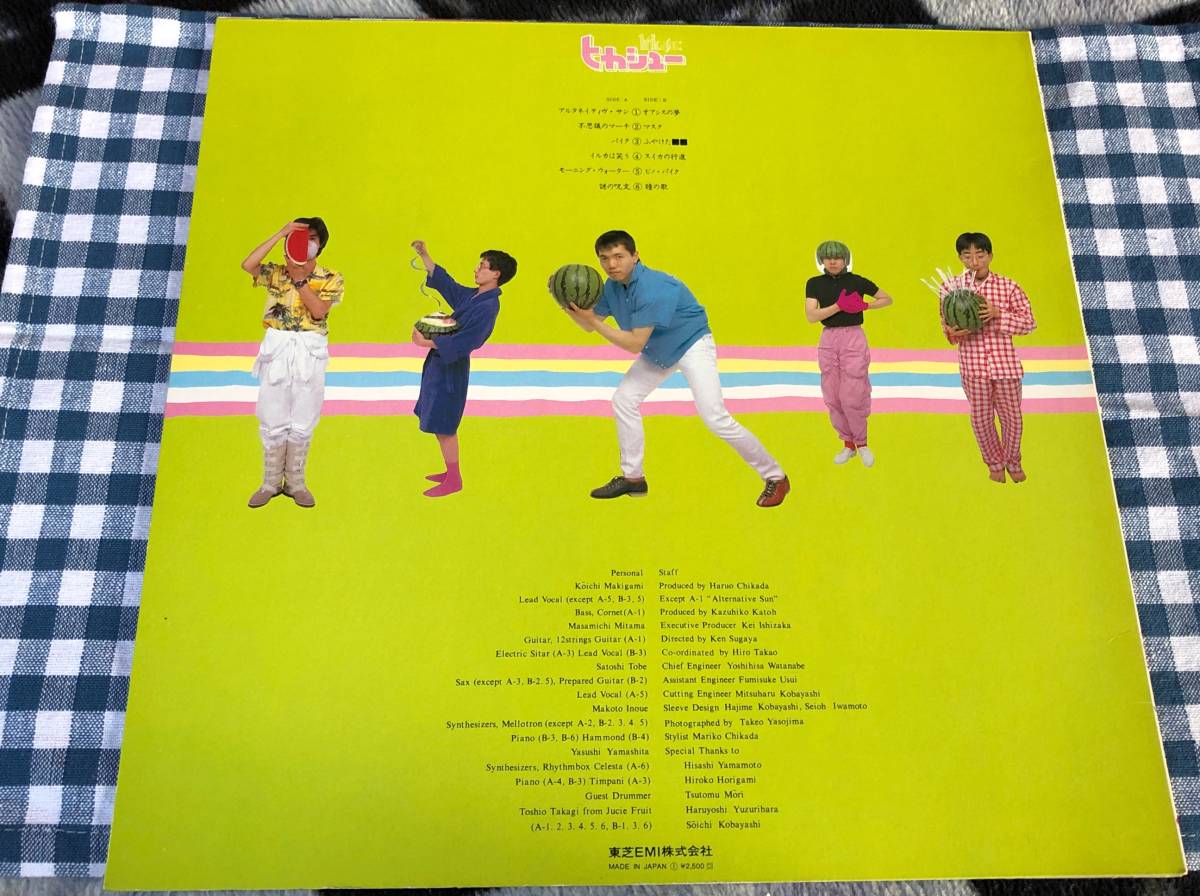 ヒカシュー
SIDE: A SIDE: B
アルタネイティヴ・サン ① オアシスの夢
不思議のマーチ ② マスク
パイク ③ ふやけた■■
イルカは笑う ④ スイカの行進
モーニング・ウォーター ⑤ ピノ・パイク
謎の呪文 ⑥ 瞳の歌
Personal Staff
Kōichi Makigami Produced by Haruo Chikada
Lead Vocal (except A-5, B-3, 5) Except A-1 "Alternative Sun"
Bass, Cornet(A-1) Produced by Kazuhiko Katoh
Masamichi Mitama Executive Producer Kei Ishizaka
Guitar, 12strings Guitar (A-1) Directed by Ken Sugaya
Electric Sitar (A-3) Lead Vocal (B-3) Co-ordinated by Hiro Takao
Satoshi Tobe Chief Engineer Yoshihisa Watanabe
Sax (except A-3, B-2. 5), Prepared Guitar (B-2) Assistant Engineer Fumisuke Usui
Lead Vocal (A-5) Cutting Engineer Mitsuharu Kobayashi
Makoto Inoue Sleeve Design Hajime Kobayashi, Seioh Iwamoto
Synthesizers, Mellotron (except A-2, B-2. 3. 4. 5) Photographed by Takeo Yasojima
Piano (B-3, B-6) Hammond (B-4) Stylist Mariko Chikada
Yasushi Yamashita Special Thanks to
Synthesizers, Rhythmbox Celesta (A-6) Hisashi Yamamoto
Piano (A-4, B-3) Timpani (A-3) Hiroko Horigami
Guest Drummer Tsutomu Mōri
Toshio Takagi from Jucie Fruit Haruyoshi Yuzurihara
(A-1. 2. 3. 4. 5. 6, B-1. 3. 6) Sōichi Kobayashi
東芝EMI株式会社
MADE IN JAPAN ¥2,500